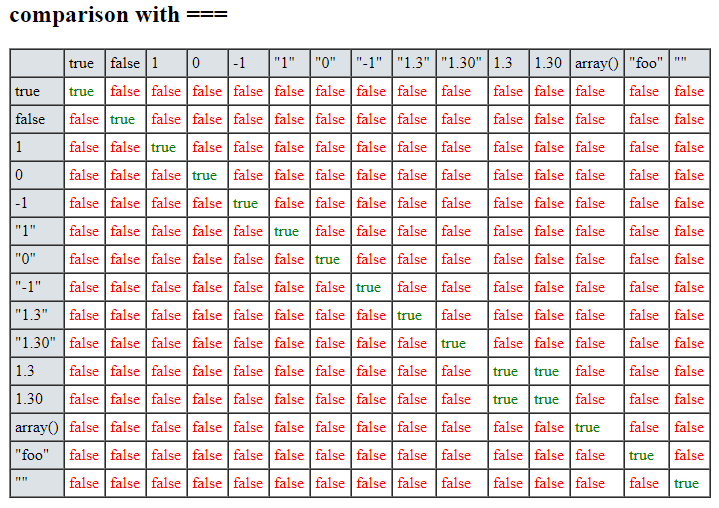 comparison with ===
true false 1 0 -1 "1" "0" "-1" "1.3" "1.30" 1.3 1.30 array() "foo" ""
true true false false false false false false false false false false false false false false
false false true false false false false false false false false false false false false false
1 false false true false false false false false false false false false false false false
0 false false false true false false false false false false false false false false false
-1 false false false false true false false false false false false false false false false
"1" false false false false false true false false false false false false false false false
"0" false false false false false false true false false false false false false false false
"-1" false false false false false false false true false false false false false false false
"1.3" false false false false false false false false true false false false false false false
"1.30" false false false false false false false false false true false false false false false
1.3 false false false false false false false false false false true true false false false
1.30 false false false false false false false false false false true true false false false
array() false false false false false false false false false false false false true false false
"foo" false false false false false false false false false false false false false true false
"" false false false false false false false false false false false false false false true